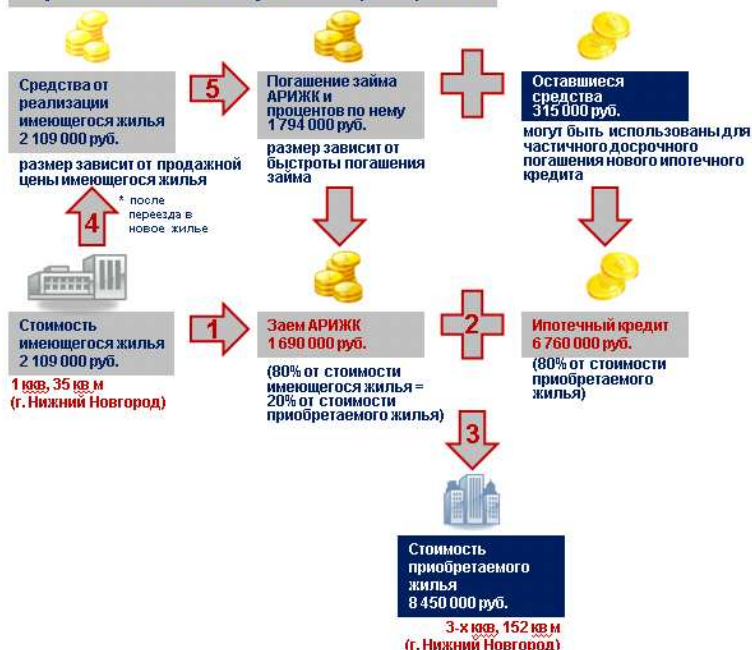 5
Средства от
реализации
имеющегося жилья
2 109 000 руб.
размер зависит от продажной
цены имеющегося жилья
Погашение займа
АРИЖК и
процентов по нему
1 794 000 руб.
размер зависит от
быстроты погашения
займа
Оставшиеся
средства
315 000 руб.
могут быть использованы для
частичного досрочного
погашения нового ипотечного
кредита
4
* после
переезда в
новое жилье
Стоимость
имеющегося жилья
2 109 000 руб.
1 ккв, 35 кв м
(г. Нижний Новгород)
1
Заем АРИЖК
1 690 000 руб.
(80% от стоимости
имеющегося жилья =
20% от стоимости
приобретаемого жилья)
2
Ипотечный кредит
6 760 000 руб.
(80% от стоимости
приобретаемого
жилья)
3
Стоимость
приобретаемого
жилья
8 450 000 руб.
3-х ккв, 152 кв м
(г. Нижний Новгород)